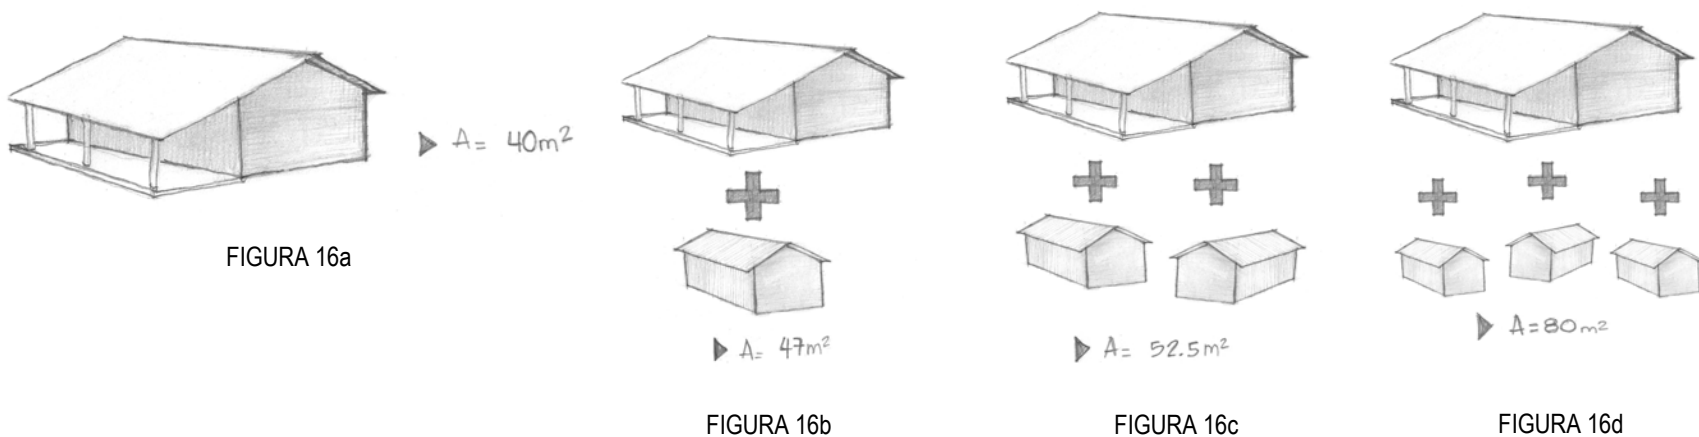 A= 40m²
FIGURA 16a
A= 47m²
FIGURA 16b
A= 52.5m²
FIGURA 16c
A=80m²
FIGURA 16d